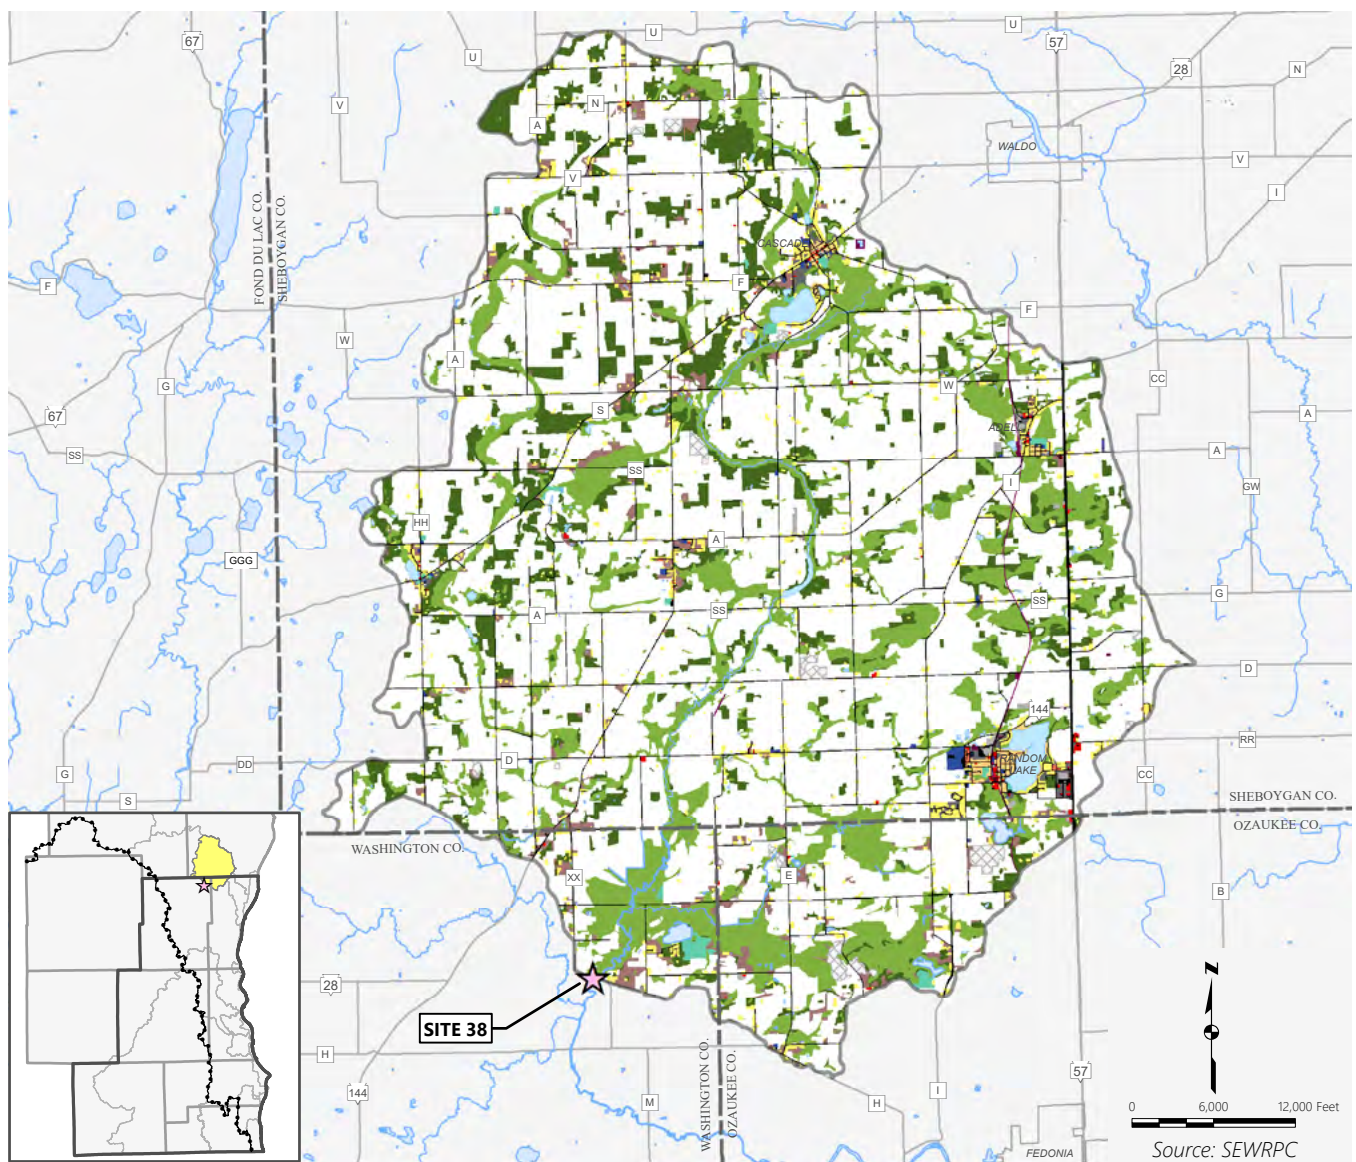 67
U
U
U
57
28
N
V
N
A
WALDO
V
V
I
FOND DU LAC CO.
SHEBOYGAN CO.
CASCADE
F
F
F
W
A
CC
G
W
67
S
A
ADELL
SS
A
SS
I
GW
HH
GGG
A
G
A
SS
SS
D
144
DD
D
RR
G
RANDOM
LAKE
CC
S
SHEBOYGAN CO.
OZAUKEE CO.
WASHINGTON CO.
XX
E
B
28
SITE 38
H
WASHINGTON CO.
OZAUKEE CO.
57
144
M
H
I
FEDONIA
N
0 6,000 12,000 Feet
Source: SEWRPC